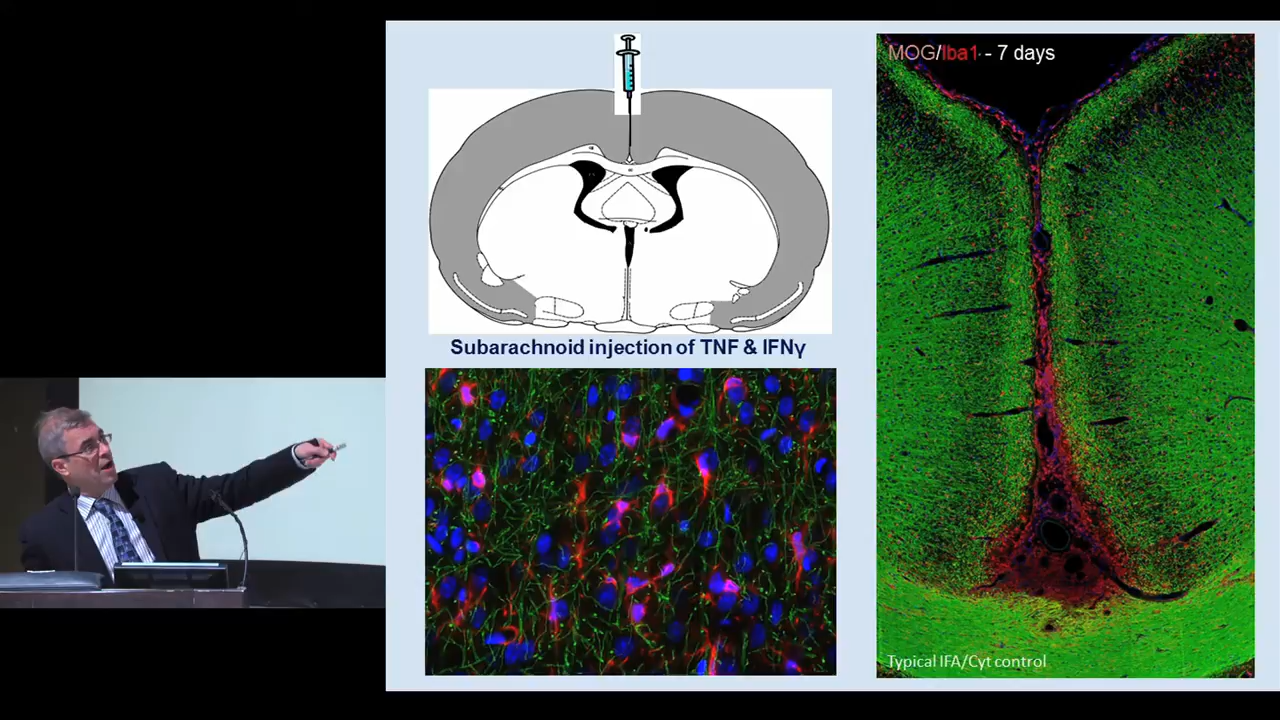 MOG/Iba1 - 7 days
Subarachnoid injection of TNF & IFNγ
Typical IFA/Cyt control